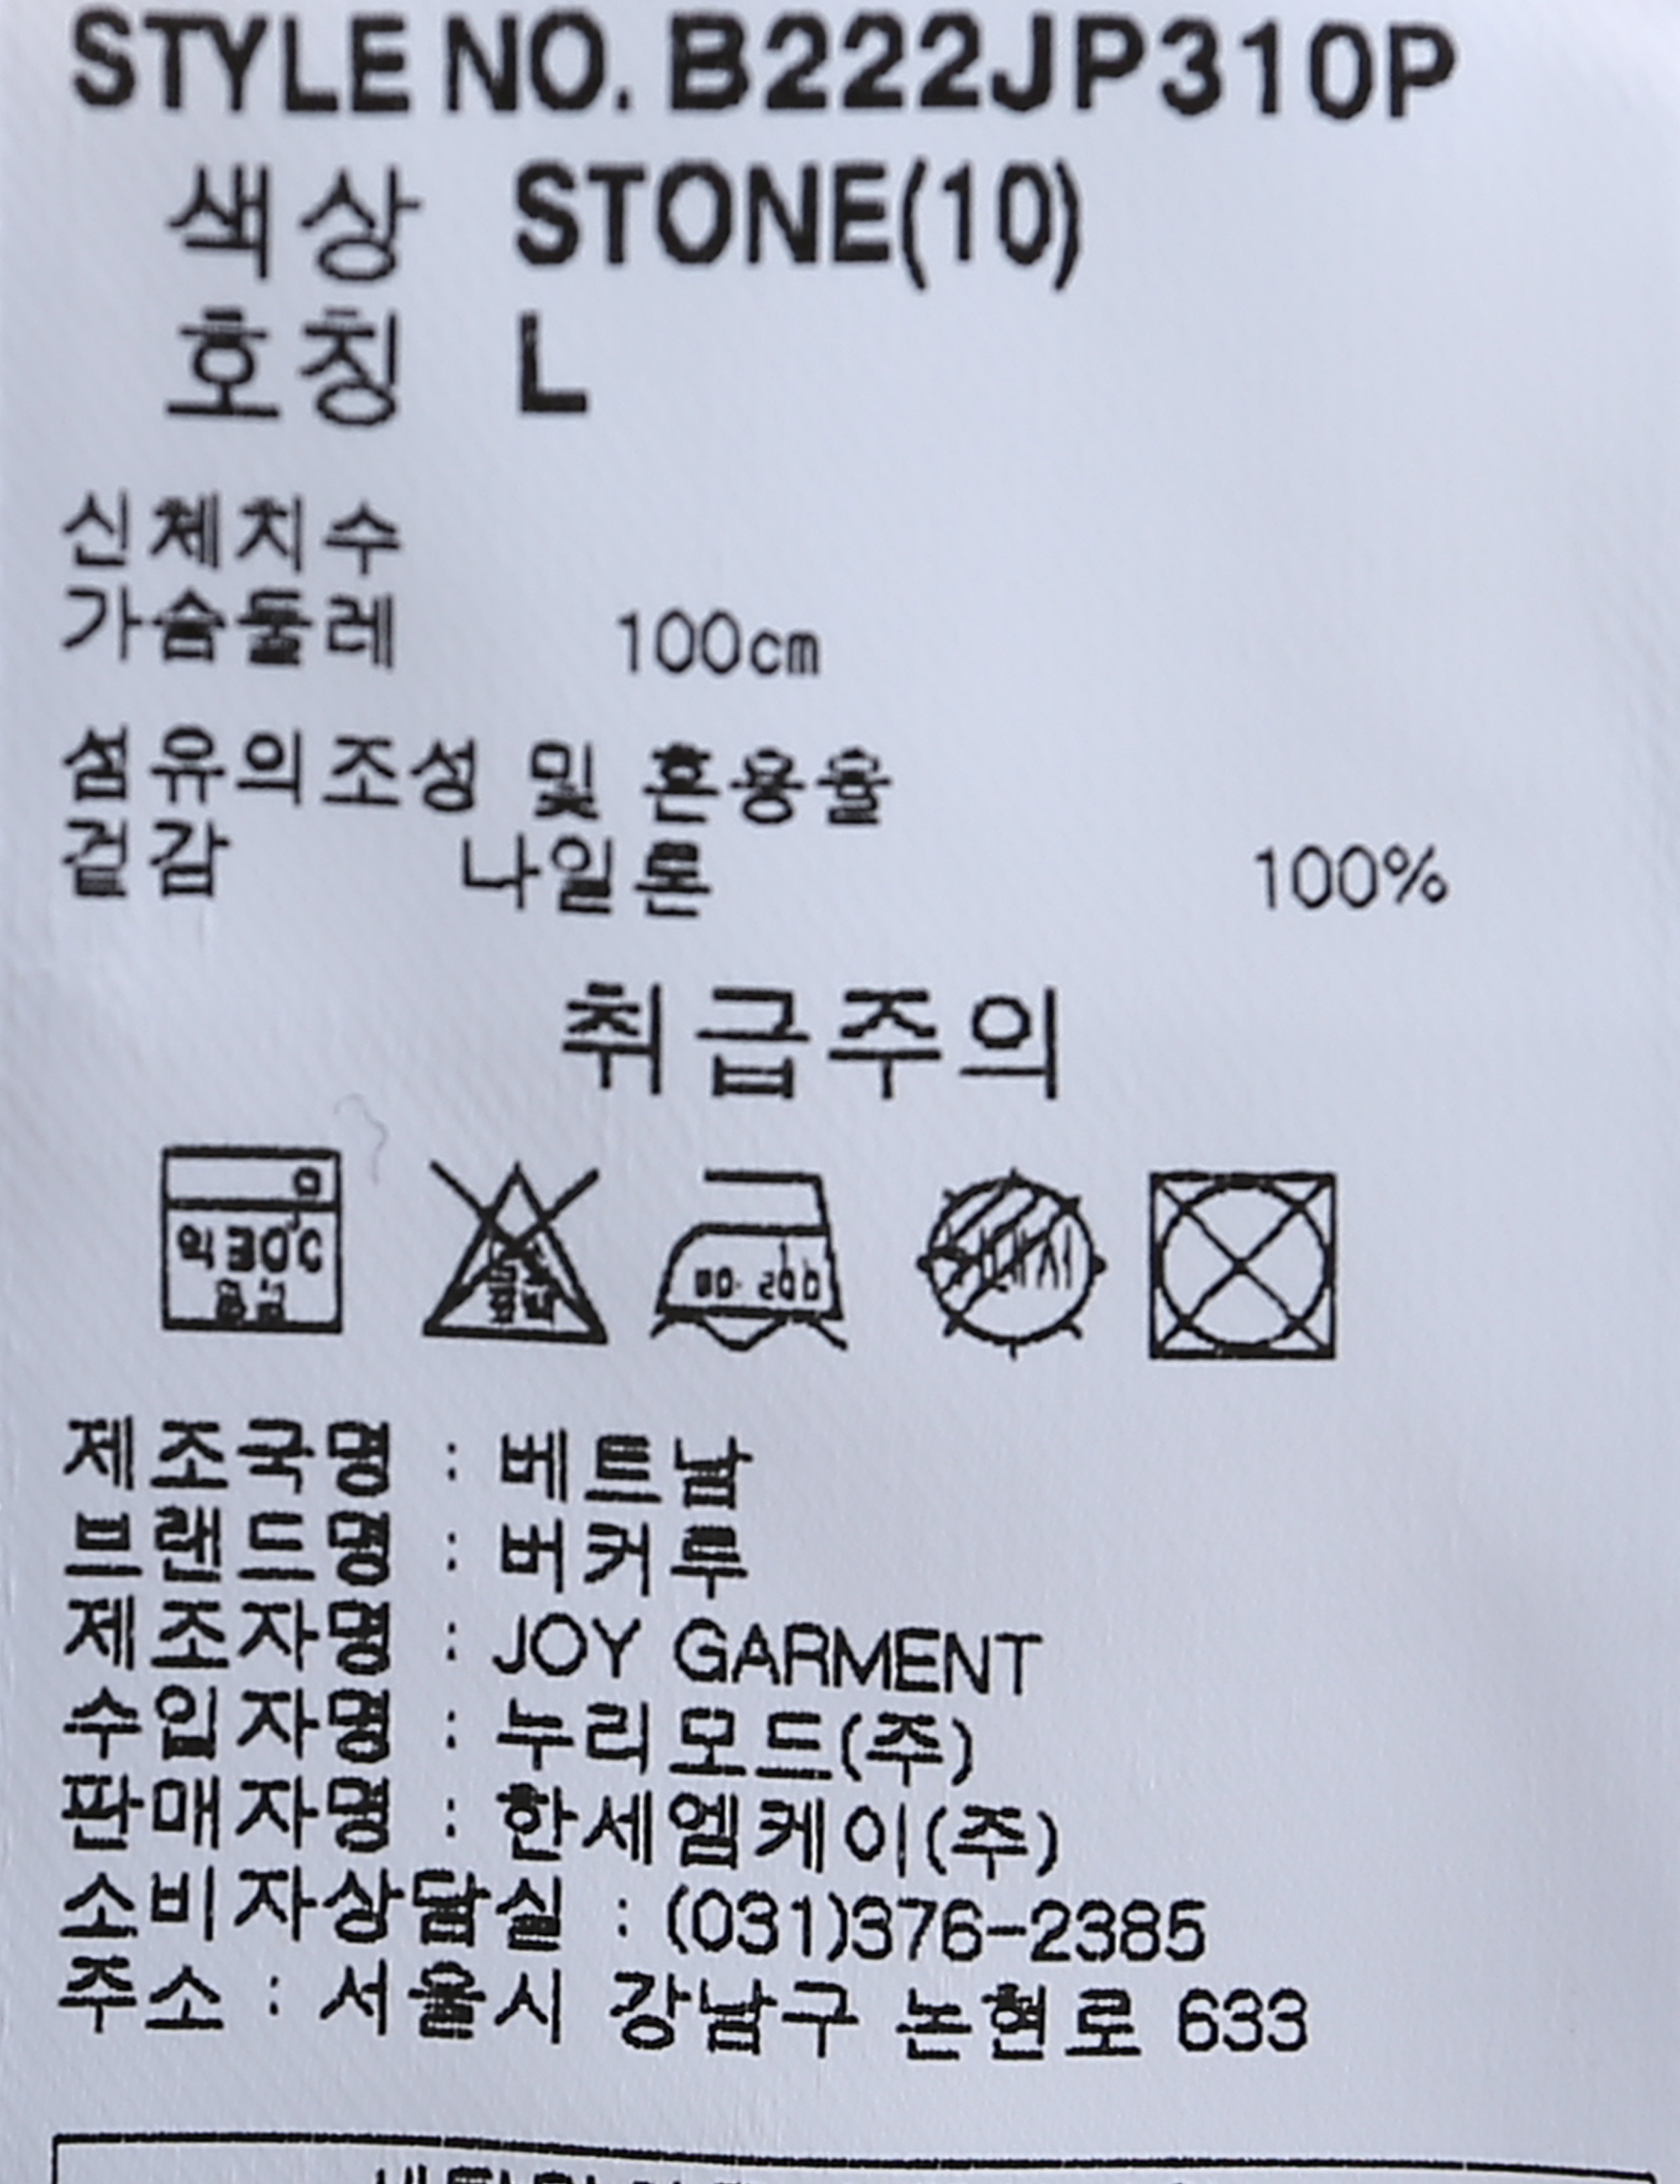 STYLE NO. B222JP310P
색상 STONE(10)
호칭 L
신체치수
가슴둘레 100cm
섬유의조성 및 혼용율
겉감 나일론 100%
취급주의
약30℃
80-120
제조국명 : 베트남
브랜드명 : 버커루
제조자명 : JOY GARMENT
수입자명 : 누리모드(주)
판매자명 : 한세엠케이(주)
소비자상담실 : (031)376-2385
주소 : 서울시 강남구 논현로 633